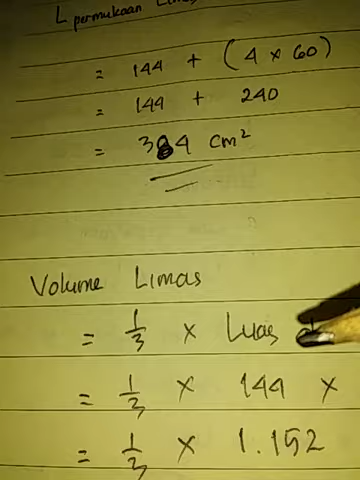 L permukaan Limas
= 144 + (4 × 60)
= 144 + 240
= 384 cm²
Volume Limas
= 1/3 × Luas
= 1/3 × 144 ×
= 1/3 × 1.152